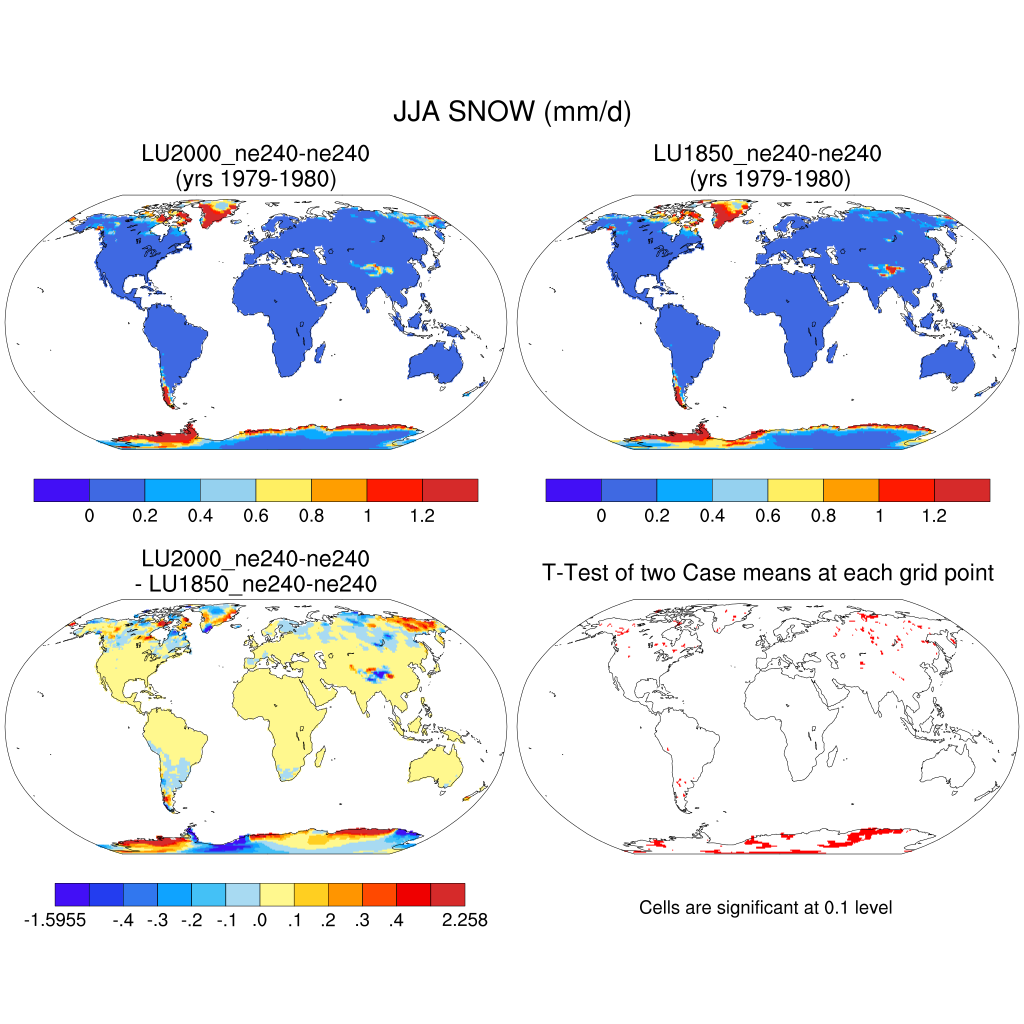 JJA SNOW (mm/d)
LU2000_ne240-ne240
(yrs 1979-1980)
LU1850_ne240-ne240
(yrs 1979-1980)
0 0.2 0.4 0.6 0.8 1 1.2
0 0.2 0.4 0.6 0.8 1 1.2
LU2000_ne240-ne240
- LU1850_ne240-ne240
T-Test of two Case means at each grid point
-1.5955 -.4 -.3 -.2 -.1 .0 .1 .2 .3 .4 2.258
Cells are significant at 0.1 level